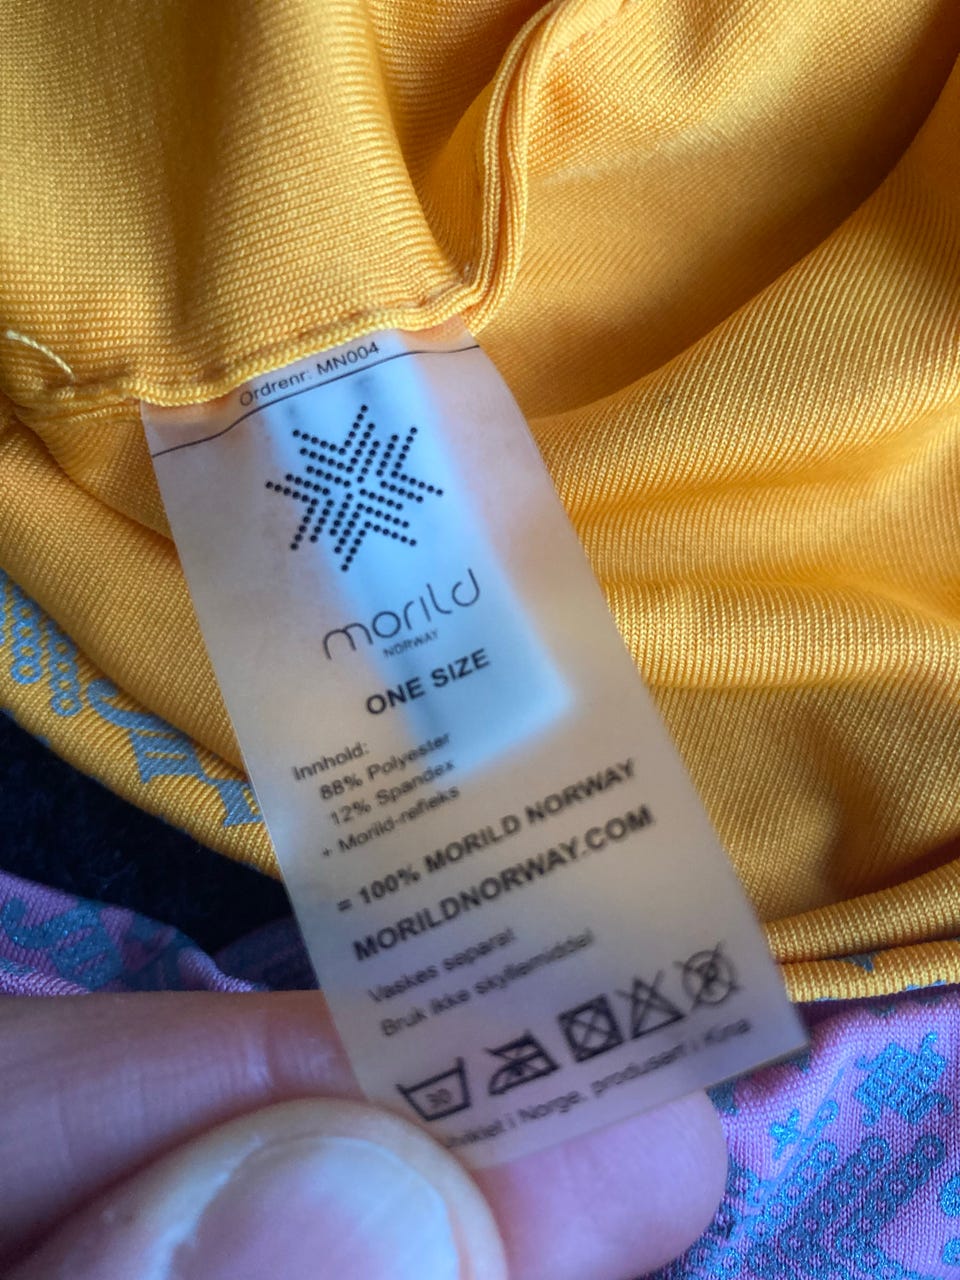 Ordrenr: MN004
morild
NORWAY
ONE SIZE
Innhold:
88% Polyester
12% Spandex
+ Morild-refleks
= 100% MORILD NORWAY
MORILDNORWAY.COM
Vaskes separat
Bruk ikke skyllemiddel
30
P
i Norge, produsert i Kina